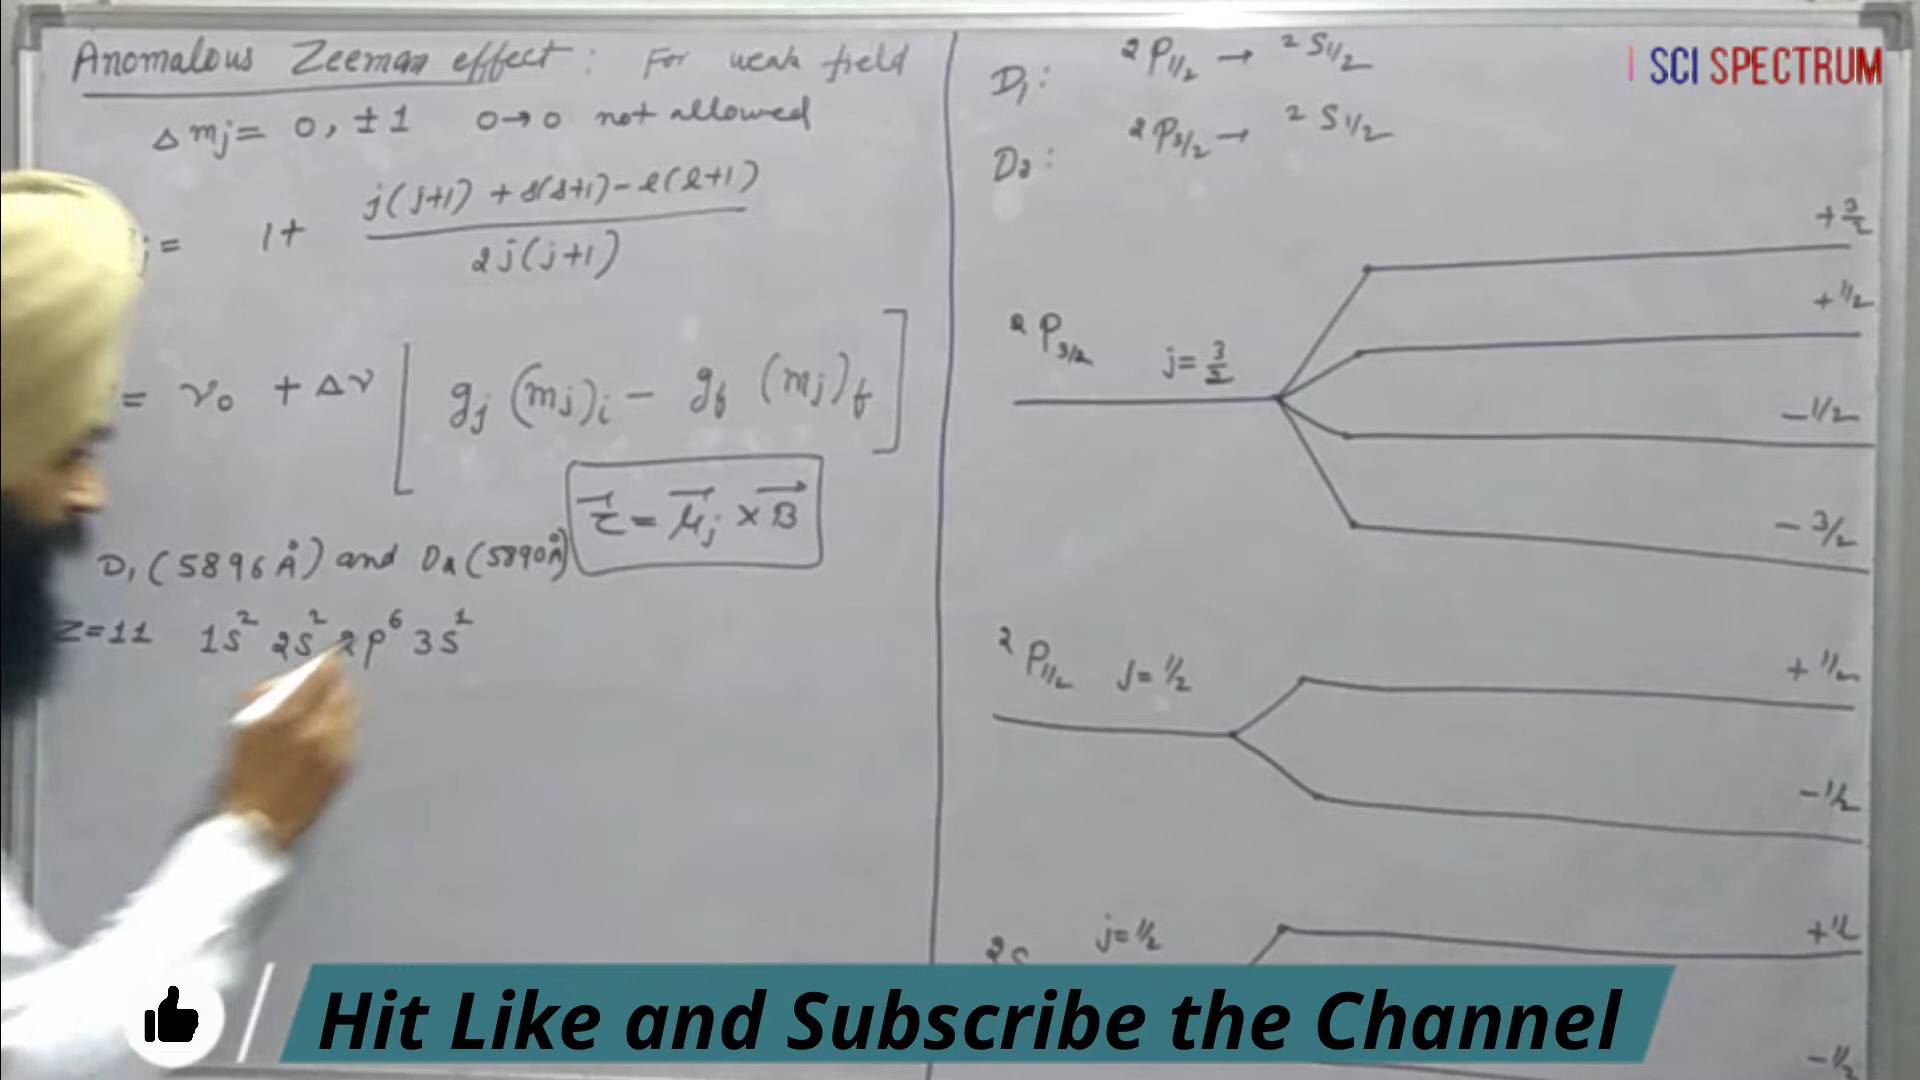 Anomalous Zeeman effect: For weak field
Δmj = 0, ±1 0→0 not allowed
j = 1 + j(j+1) + s(s+1) - l(l+1)
2j(j+1)
= ν0 + Δν [ gj (mj)i - gf (mj)f ]
τ = μj × B
D1 (5896Å) and D2 (5890Å)
Z=11 1s² 2s² 2p⁶ 3s¹
D1: ²P1/2 → ²S1/2
D2: ²P3/2 → ²S1/2
SCI SPECTRUM
+3/2
+1/2
²P3/2 j=3/2
-1/2
-3/2
²P1/2 J=1/2
+1/2
-1/2
²S j=1/2
+1/2
-1/2
Hit Like and Subscribe the Channel